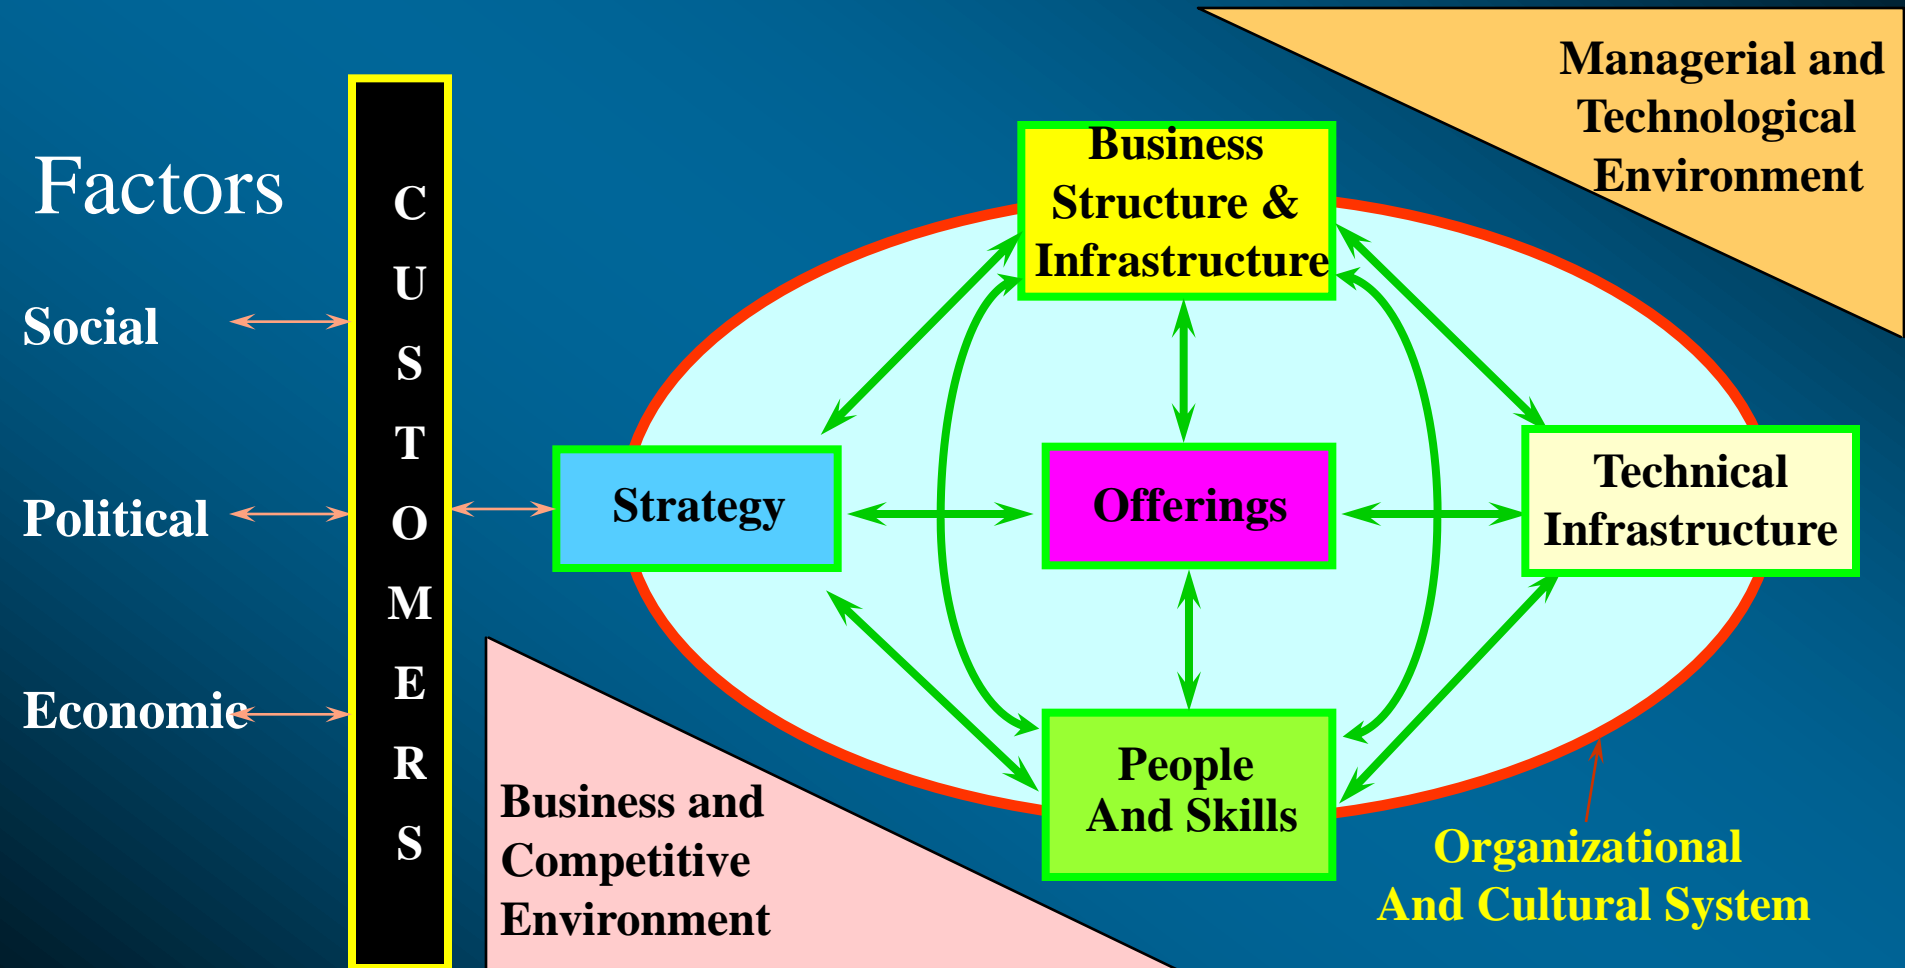 Factors
Social
Political
Economic
C
U
S
T
O
M
E
R
S
Managerial and
Technological
Environment
Business
Structure &
Infrastructure
Strategy
Offerings
Technical
Infrastructure
People
And Skills
Business and
Competitive
Environment
Organizational
And Cultural System